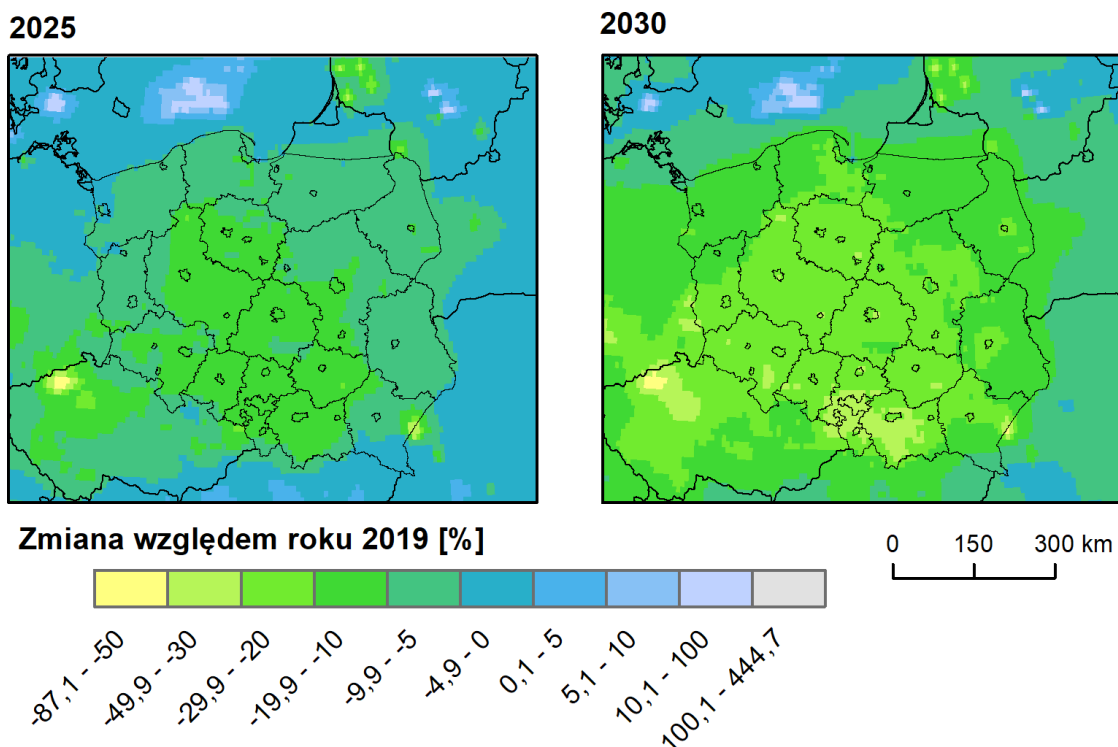 2025
2030
Zmiana względem roku 2019 [%]
0 150 300 km
-87,1 - -50
-49,9 - -30
-29,9 - -20
-19,9 - -10
-9,9 - -5
-4,9 - 0
0,1 - 5
5,1 - 10
10,1 - 100
100,1 - 444,7